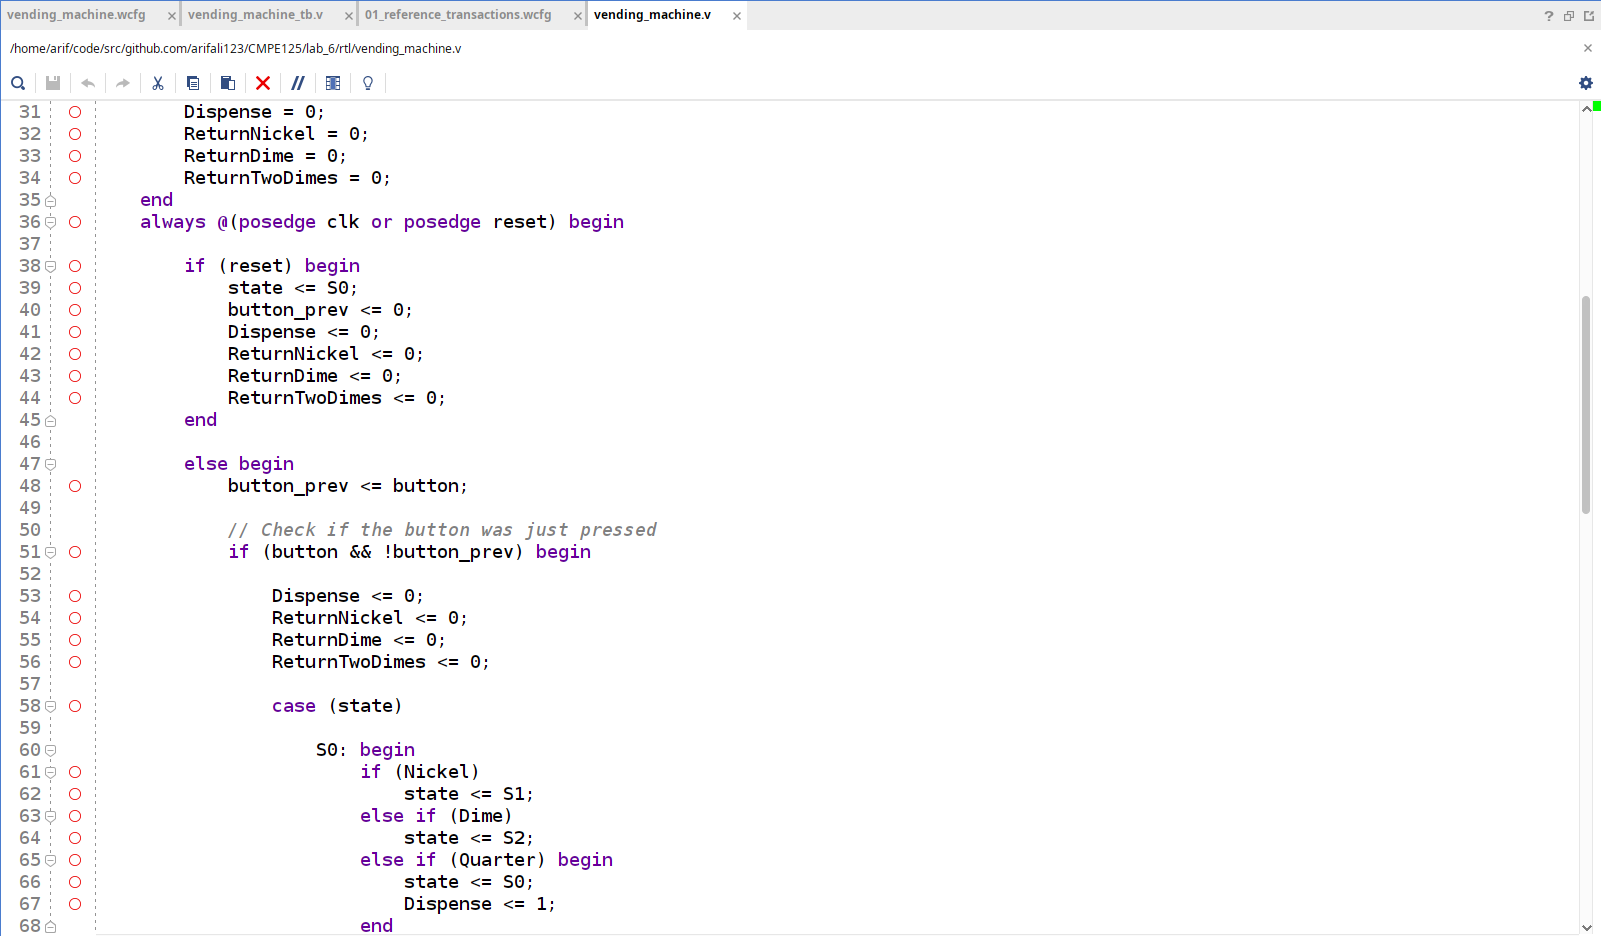 vending_machine.wcfg
vending_machine_tb.v
01_reference_transactions.wcfg
vending_machine.v
/home/arif/code/src/github.com/arifali123/CMPE125/lab_6/rtl/vending_machine.v
31 Dispense = 0;
32 ReturnNickel = 0;
33 ReturnDime = 0;
34 ReturnTwoDimes = 0;
35 end
36 always @(posedge clk or posedge reset) begin
37
38 if (reset) begin
39 state <= S0;
40 button_prev <= 0;
41 Dispense <= 0;
42 ReturnNickel <= 0;
43 ReturnDime <= 0;
44 ReturnTwoDimes <= 0;
45 end
46
47 else begin
48 button_prev <= button;
49
50 // Check if the button was just pressed
51 if (button && !button_prev) begin
52
53 Dispense <= 0;
54 ReturnNickel <= 0;
55 ReturnDime <= 0;
56 ReturnTwoDimes <= 0;
57
58 case (state)
59
60 S0: begin
61 if (Nickel)
62 state <= S1;
63 else if (Dime)
64 state <= S2;
65 else if (Quarter) begin
66 state <= S0;
67 Dispense <= 1;
68 end